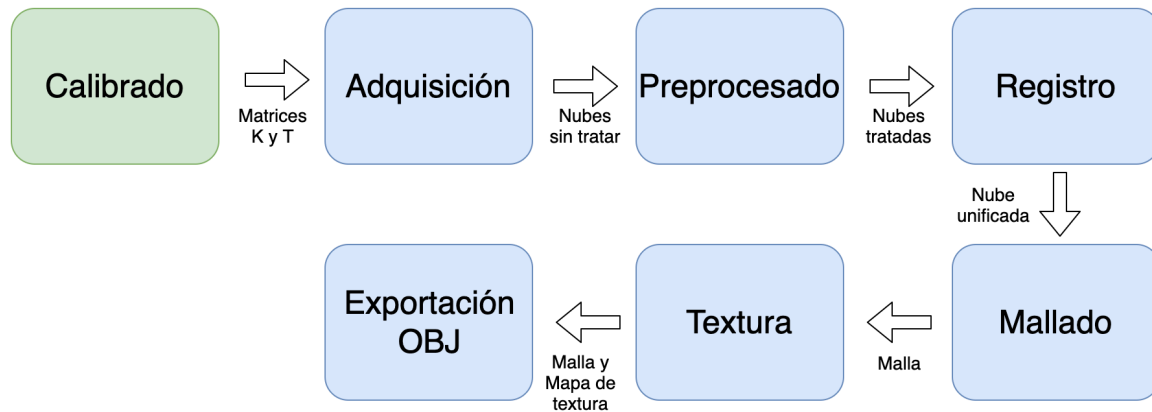 Calibrado
Matrices
K y T
Adquisición
Nubes
sin tratar
Preprocesado
Nubes
tratadas
Registro
Nube
unificada
Mallado
Malla
Textura
Malla y
Mapa de
textura
Exportación
OBJ